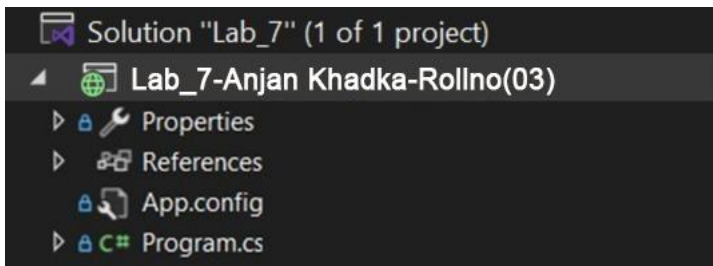 Solution "Lab_7" (1 of 1 project)
Lab_7-Anjan Khadka-Rollno(03)
Properties
References
App.config
C# Program.cs